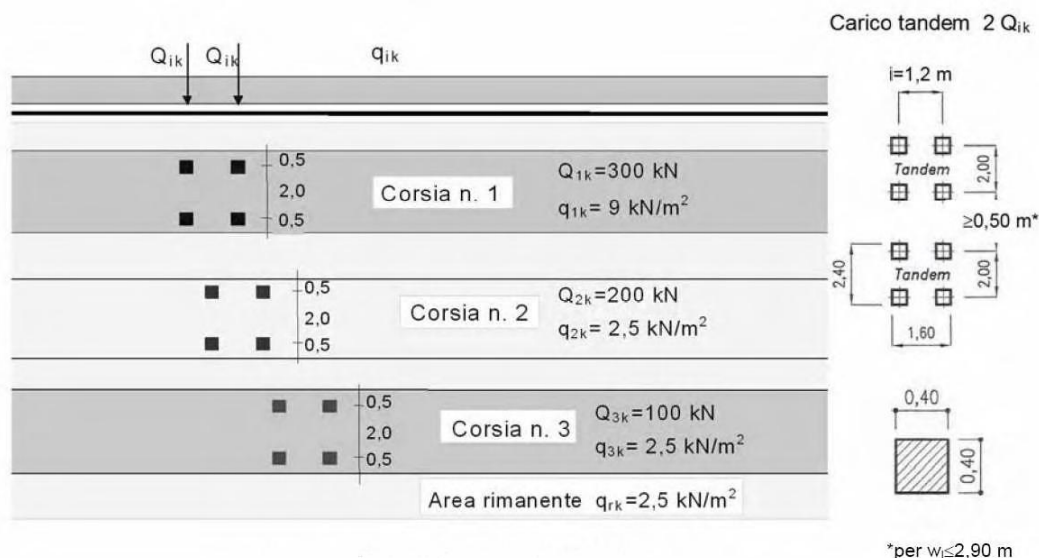 Carico tandem 2 Qik
Qik Qik qik
i=1,2 m
0,5
2,0
0,5
Corsia n. 1
Q1k=300 kN
q1k= 9 kN/m²
Tandem
2,00
≥0,50 m*
0,5
2,0
0,5
Corsia n. 2
Q2k=200 kN
q2k= 2,5 kN/m²
2,40
Tandem
2,00
1,60
0,5
2,0
0,5
Corsia n. 3
Q3k=100 kN
q3k= 2,5 kN/m²
0,40
0,40
Area rimanente qrk=2,5 kN/m²
*per wl≤2,90 m